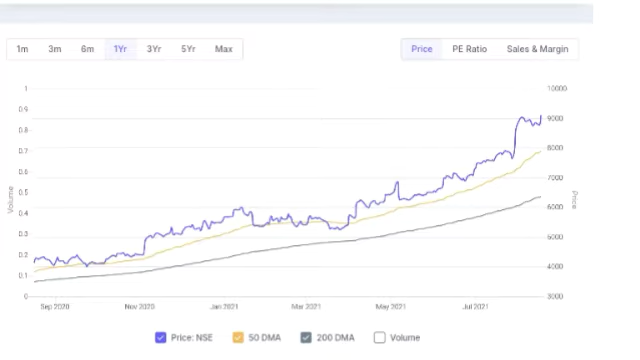 1m 3m 6m 1Yr 3Yr 5Yr Max Price PE Ratio Sales & Margin
1 10000
0.9 9000
0.8 8000
0.7 7000
0.6
0.5 6000
0.4
0.3 5000
0.2 4000
0.1
0 3000
Volume
Price
Sep 2020 Nov 2020 Jan 2021 Mar 2021 May 2021 Jul 2021
Price: NSE 50 DMA 200 DMA Volume